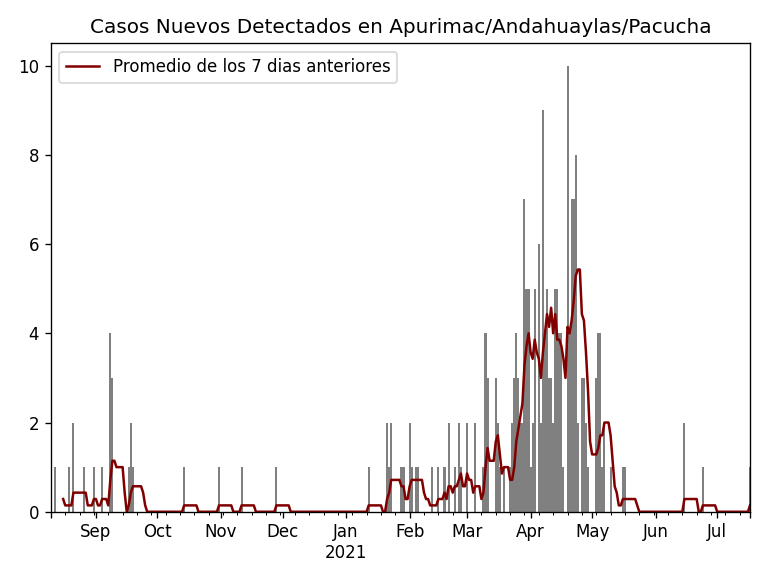 Casos Nuevos Detectados en Apurimac/Andahuaylas/Pacucha
Promedio de los 7 dias anteriores
10
8
6
4
2
0
Sep Oct Nov Dec Jan Feb Mar Apr May Jun Jul
2021